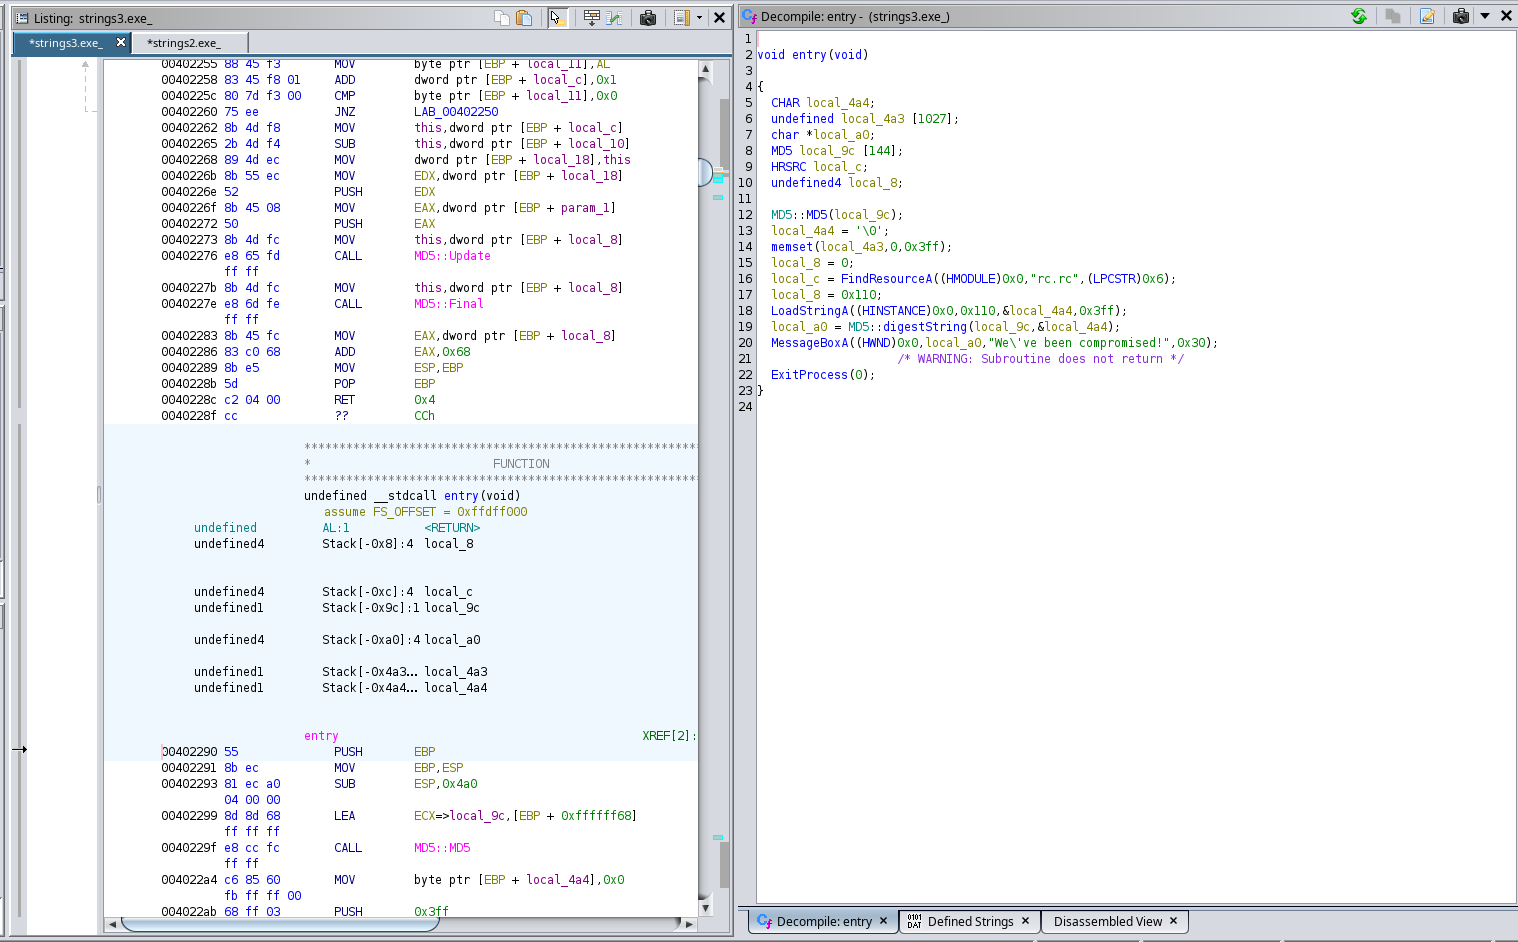 Listing: strings3.exe_
*strings3.exe_ *strings2.exe_
00402255 88 45 f3 MOV byte ptr [EBP + local_11],AL
00402258 83 45 f8 01 ADD dword ptr [EBP + local_c],0x1
0040225c 80 7d f3 00 CMP byte ptr [EBP + local_11],0x0
00402260 75 ee JNZ LAB_00402250
00402262 8b 4d f8 MOV this,dword ptr [EBP + local_c]
00402265 2b 4d f4 SUB this,dword ptr [EBP + local_10]
00402268 89 4d ec MOV dword ptr [EBP + local_18],this
0040226b 8b 55 ec MOV EDX,dword ptr [EBP + local_18]
0040226e 52 PUSH EDX
0040226f 8b 45 08 MOV EAX,dword ptr [EBP + param_1]
00402272 50 PUSH EAX
00402273 8b 4d fc MOV this,dword ptr [EBP + local_8]
00402276 e8 65 fd CALL MD5::Update
ff ff
0040227b 8b 4d fc MOV this,dword ptr [EBP + local_8]
0040227e e8 6d fe CALL MD5::Final
ff ff
00402283 8b 45 fc MOV EAX,dword ptr [EBP + local_8]
00402286 83 c0 68 ADD EAX,0x68
00402289 8b e5 MOV ESP,EBP
0040228b 5d POP EBP
0040228c c2 04 00 RET 0x4
0040228f cc ?? CCh
********************************************************
* FUNCTION
********************************************************
undefined __stdcall entry(void)
assume FS_OFFSET = 0xffdff000
undefined AL:1 <RETURN>
undefined4 Stack[-0x8]:4 local_8
undefined4 Stack[-0xc]:4 local_c
undefined1 Stack[-0x9c]:1 local_9c
undefined4 Stack[-0xa0]:4 local_a0
undefined1 Stack[-0x4a3... local_4a3
undefined1 Stack[-0x4a4... local_4a4
entry XREF[2]:
00402290 55 PUSH EBP
00402291 8b ec MOV EBP,ESP
00402293 81 ec a0 SUB ESP,0x4a0
04 00 00
00402299 8d 8d 68 LEA ECX=>local_9c,[EBP + 0xffffff68]
ff ff ff
0040229f e8 cc fc CALL MD5::MD5
ff ff
004022a4 c6 85 60 MOV byte ptr [EBP + local_4a4],0x0
fb ff ff 00
004022ab 68 ff 03 PUSH 0x3ff
Decompile: entry - (strings3.exe_)
1
2 void entry(void)
3
4 {
5 CHAR local_4a4;
6 undefined local_4a3 [1027];
7 char *local_a0;
8 MD5 local_9c [144];
9 HRSRC local_c;
10 undefined4 local_8;
11
12 MD5::MD5(local_9c);
13 local_4a4 = '\0';
14 memset(local_4a3,0,0x3ff);
15 local_8 = 0;
16 local_c = FindResourceA((HMODULE)0x0,"rc.rc",(LPCSTR)0x6);
17 local_8 = 0x110;
18 LoadStringA((HINSTANCE)0x0,0x110,&local_4a4,0x3ff);
19 local_a0 = MD5::digestString(local_9c,&local_4a4);
20 MessageBoxA((HWND)0x0,local_a0,"We\'ve been compromised!",0x30);
21 /* WARNING: Subroutine does not return */
22 ExitProcess(0);
23 }
24
Decompile: entry Defined Strings Disassembled View